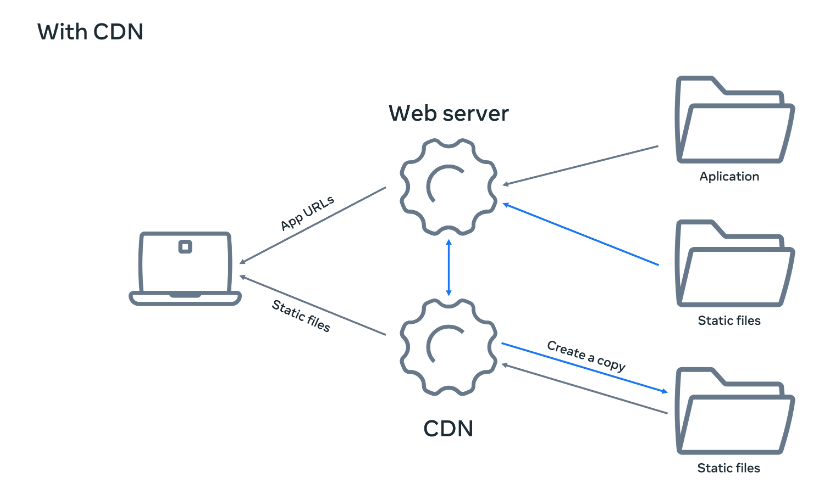 With CDN
Web server
Aplication
App URLs
Static files
Static files
Create a copy
CDN
Static files